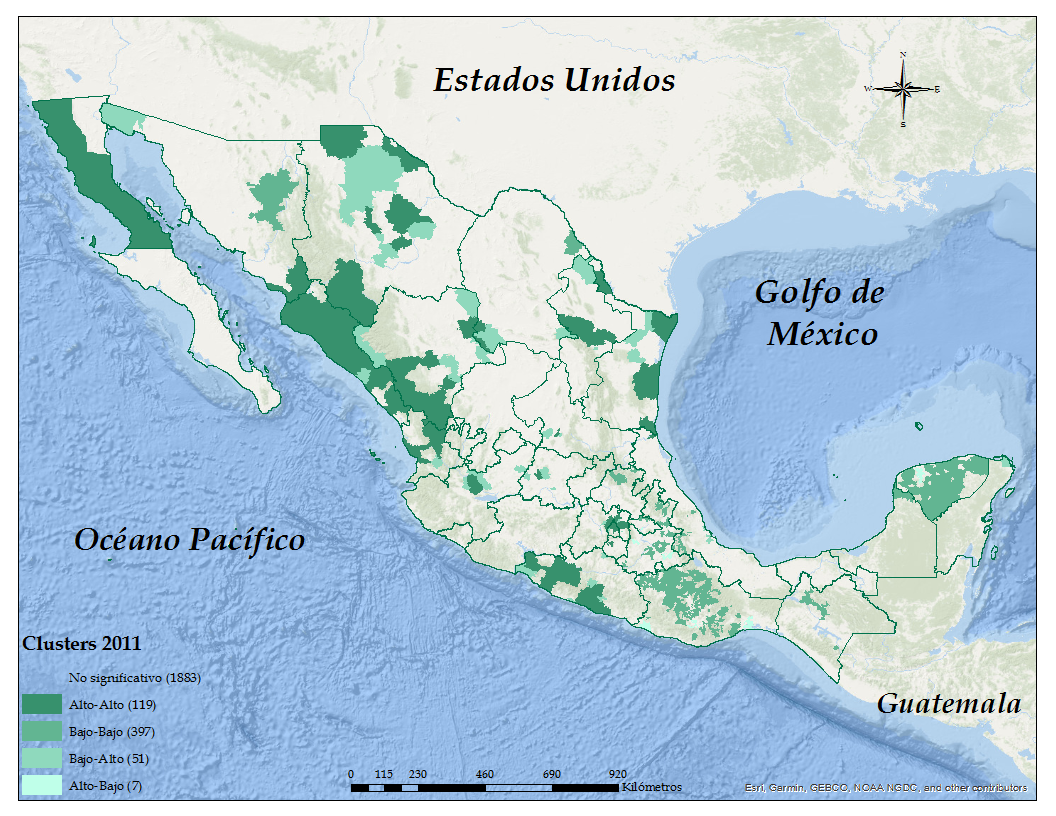 Estados Unidos
N
W
E
S
Golfo de
México
Océano Pacífico
Clusters 2011
No significativo (1883)
Alto-Alto (119)
Bajo-Bajo (397)
Bajo-Alto (51)
Alto-Bajo (7)
Guatemala
0 115 230 460 690 920
Kilómetros
Esri, Garmin, GEBCO, NOAA NGDC, and other contributors